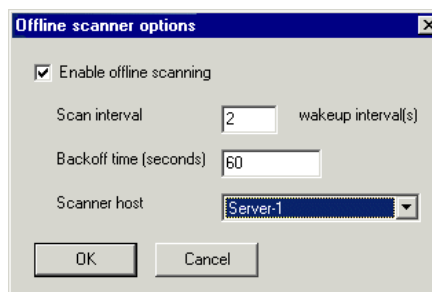 Offline scanner options
Enable offline scanning
Scan interval 2 wakeup interval(s)
Backoff time (seconds) 60
Scanner host Server-1
OK Cancel